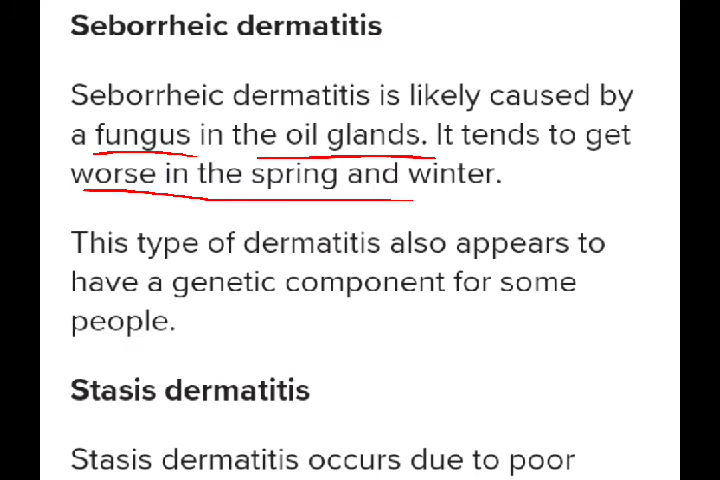 Seborrheic dermatitis
Seborrheic dermatitis is likely caused by
a fungus in the oil glands. It tends to get
worse in the spring and winter.
This type of dermatitis also appears to
have a genetic component for some
people.
Stasis dermatitis
Stasis dermatitis occurs due to poor